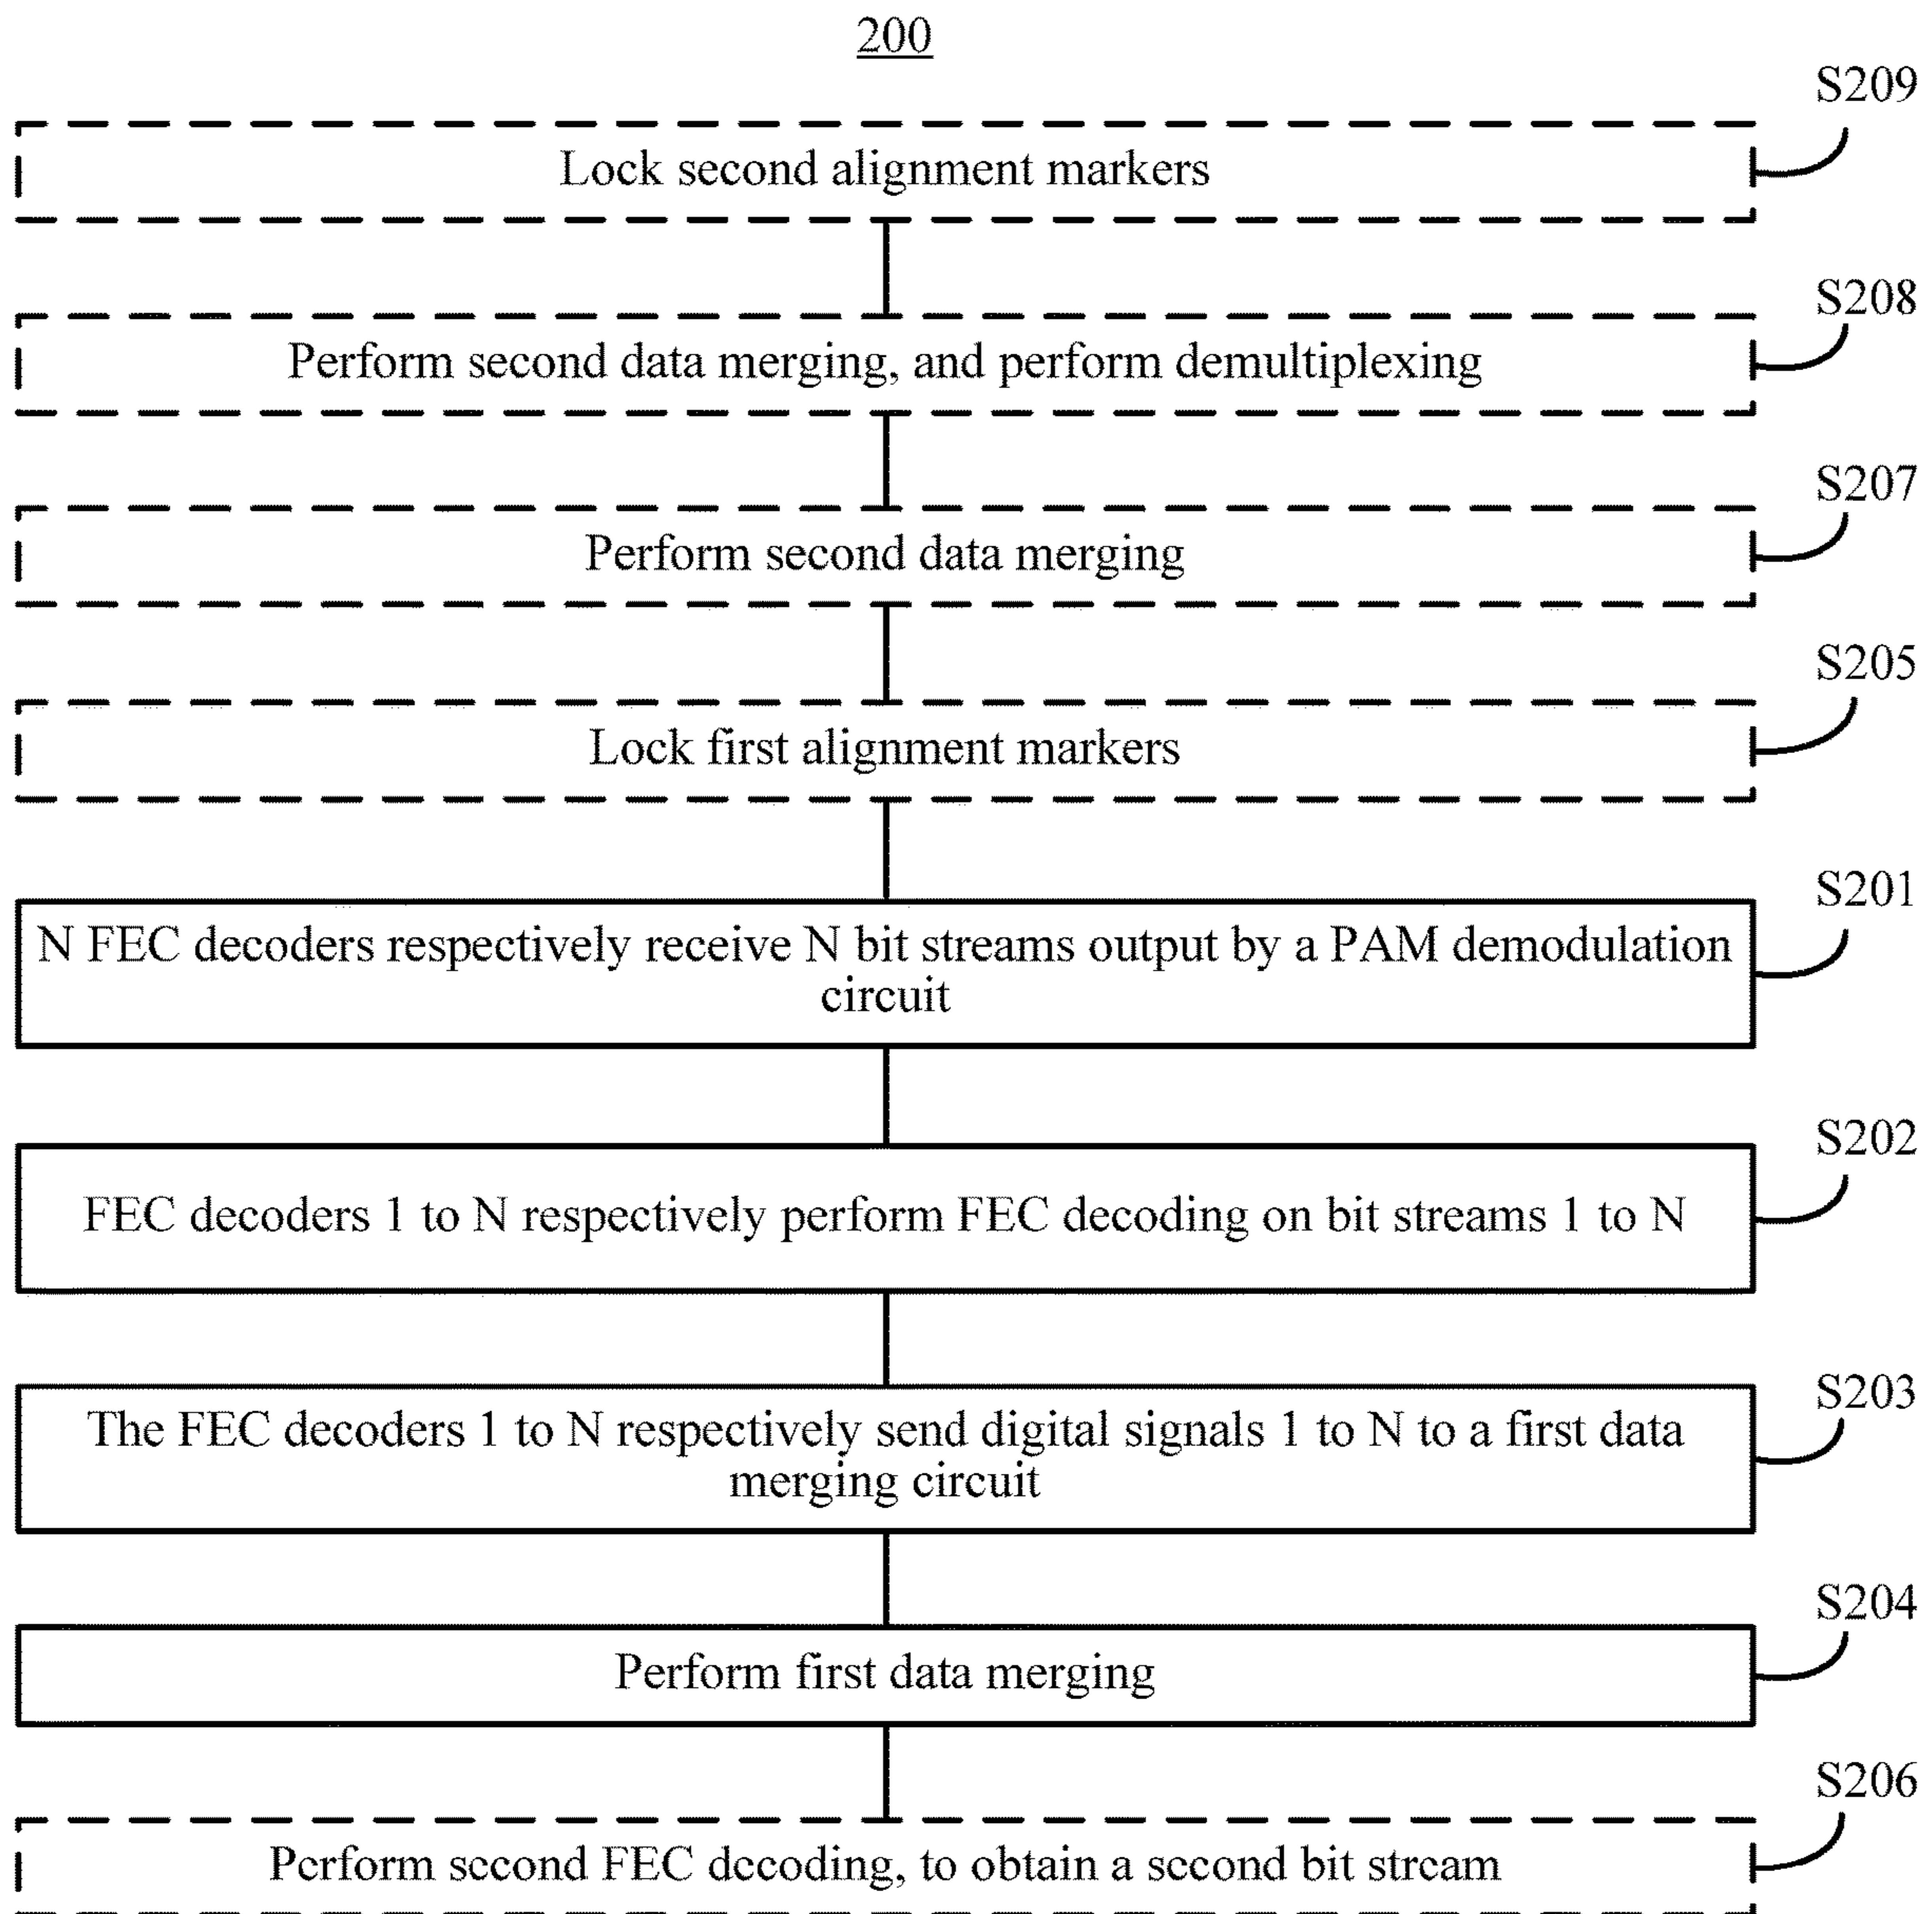 200
S209
Lock second alignment markers
S208
Perform second data merging, and perform demultiplexing
S207
Perform second data merging
S205
Lock first alignment markers
S201
N FEC decoders respectively receive N bit streams output by a PAM demodulation
circuit
S202
FEC decoders 1 to N respectively perform FEC decoding on bit streams 1 to N
S203
The FEC decoders 1 to N respectively send digital signals 1 to N to a first data
merging circuit
S204
Perform first data merging
S206
Perform second FEC decoding, to obtain a second bit stream